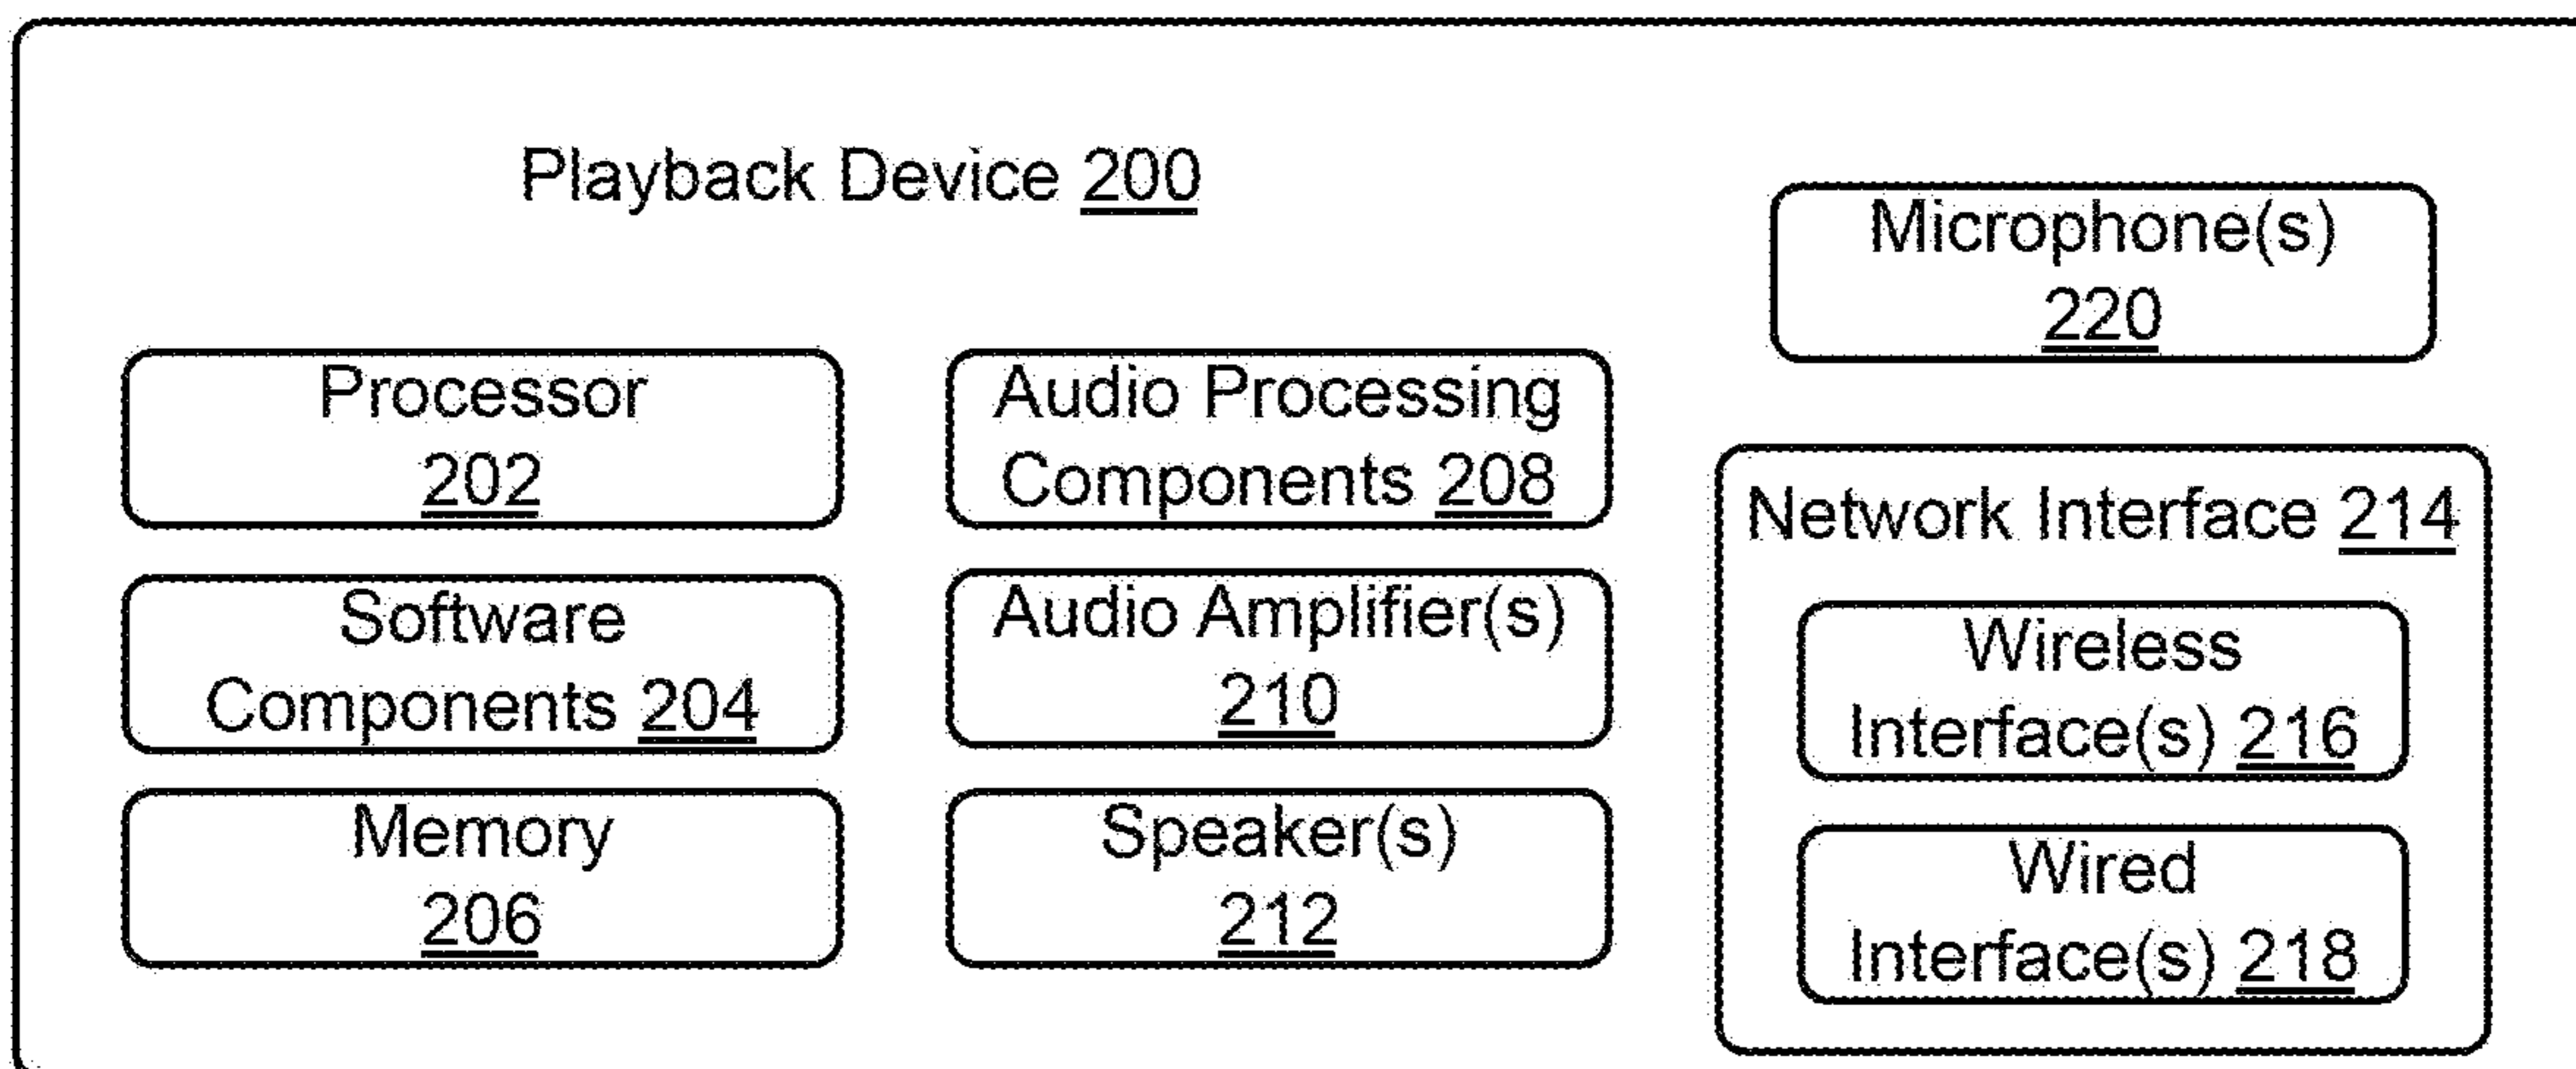 Playback Device 200
Processor
202
Software
Components 204
Memory
206
Audio Processing
Components 208
Audio Amplifier(s)
210
Speaker(s)
212
Microphone(s)
220
Network Interface 214
Wireless
Interface(s) 216
Wired
Interface(s) 218